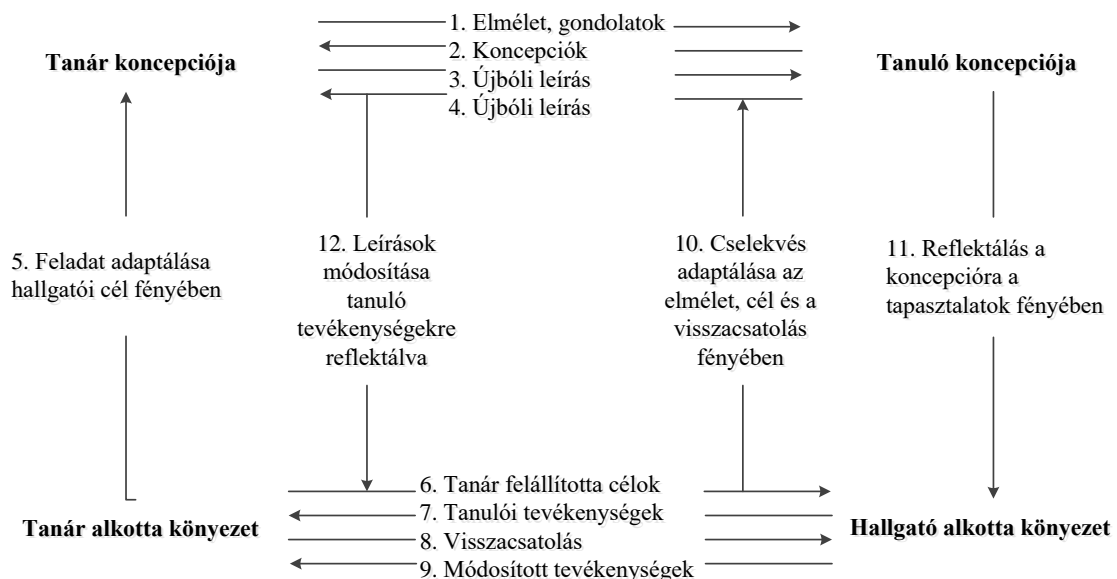 1. Elmélet, gondolatok
2. Koncepciók
3. Újbóli leírás
4. Újbóli leírás
Tanár koncepciója
Tanuló koncepciója
5. Feladat adaptálása
hallgatói cél fényében
12. Leírások
módosítása
tanuló
tevékenységekre
reflektálva
10. Cselekvés
adaptálása az
elmélet, cél és a
visszacsatolás
fényében
11. Reflektálás a
koncepcióra a
tapasztalatok fényében
6. Tanár felállította célok
7. Tanulói tevékenységek
8. Visszacsatolás
9. Módosított tevékenységek
Tanár alkotta könyezet
Hallgató alkotta könyezet